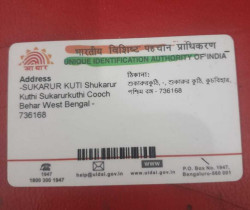 भारतीय विशिष्ट पहचान प्राधिकरण
UNIQUE IDENTIFICATION AUTHORITY OF INDIA
Address
-SUKARUR KUTI Shukarur
Kuthi Sukarurkuthi Cooch
Behar West Bengal -
736168
ঠিকানা:
-, শুকারুর কুঠি, কুচবিহার,
পশ্চিম বঙ্গ - 736168
1947
1800 300 1947
help@uidai.gov.in
www.uidai.gov.in
P.O. Box No. 1947,
Bengaluru-560 001